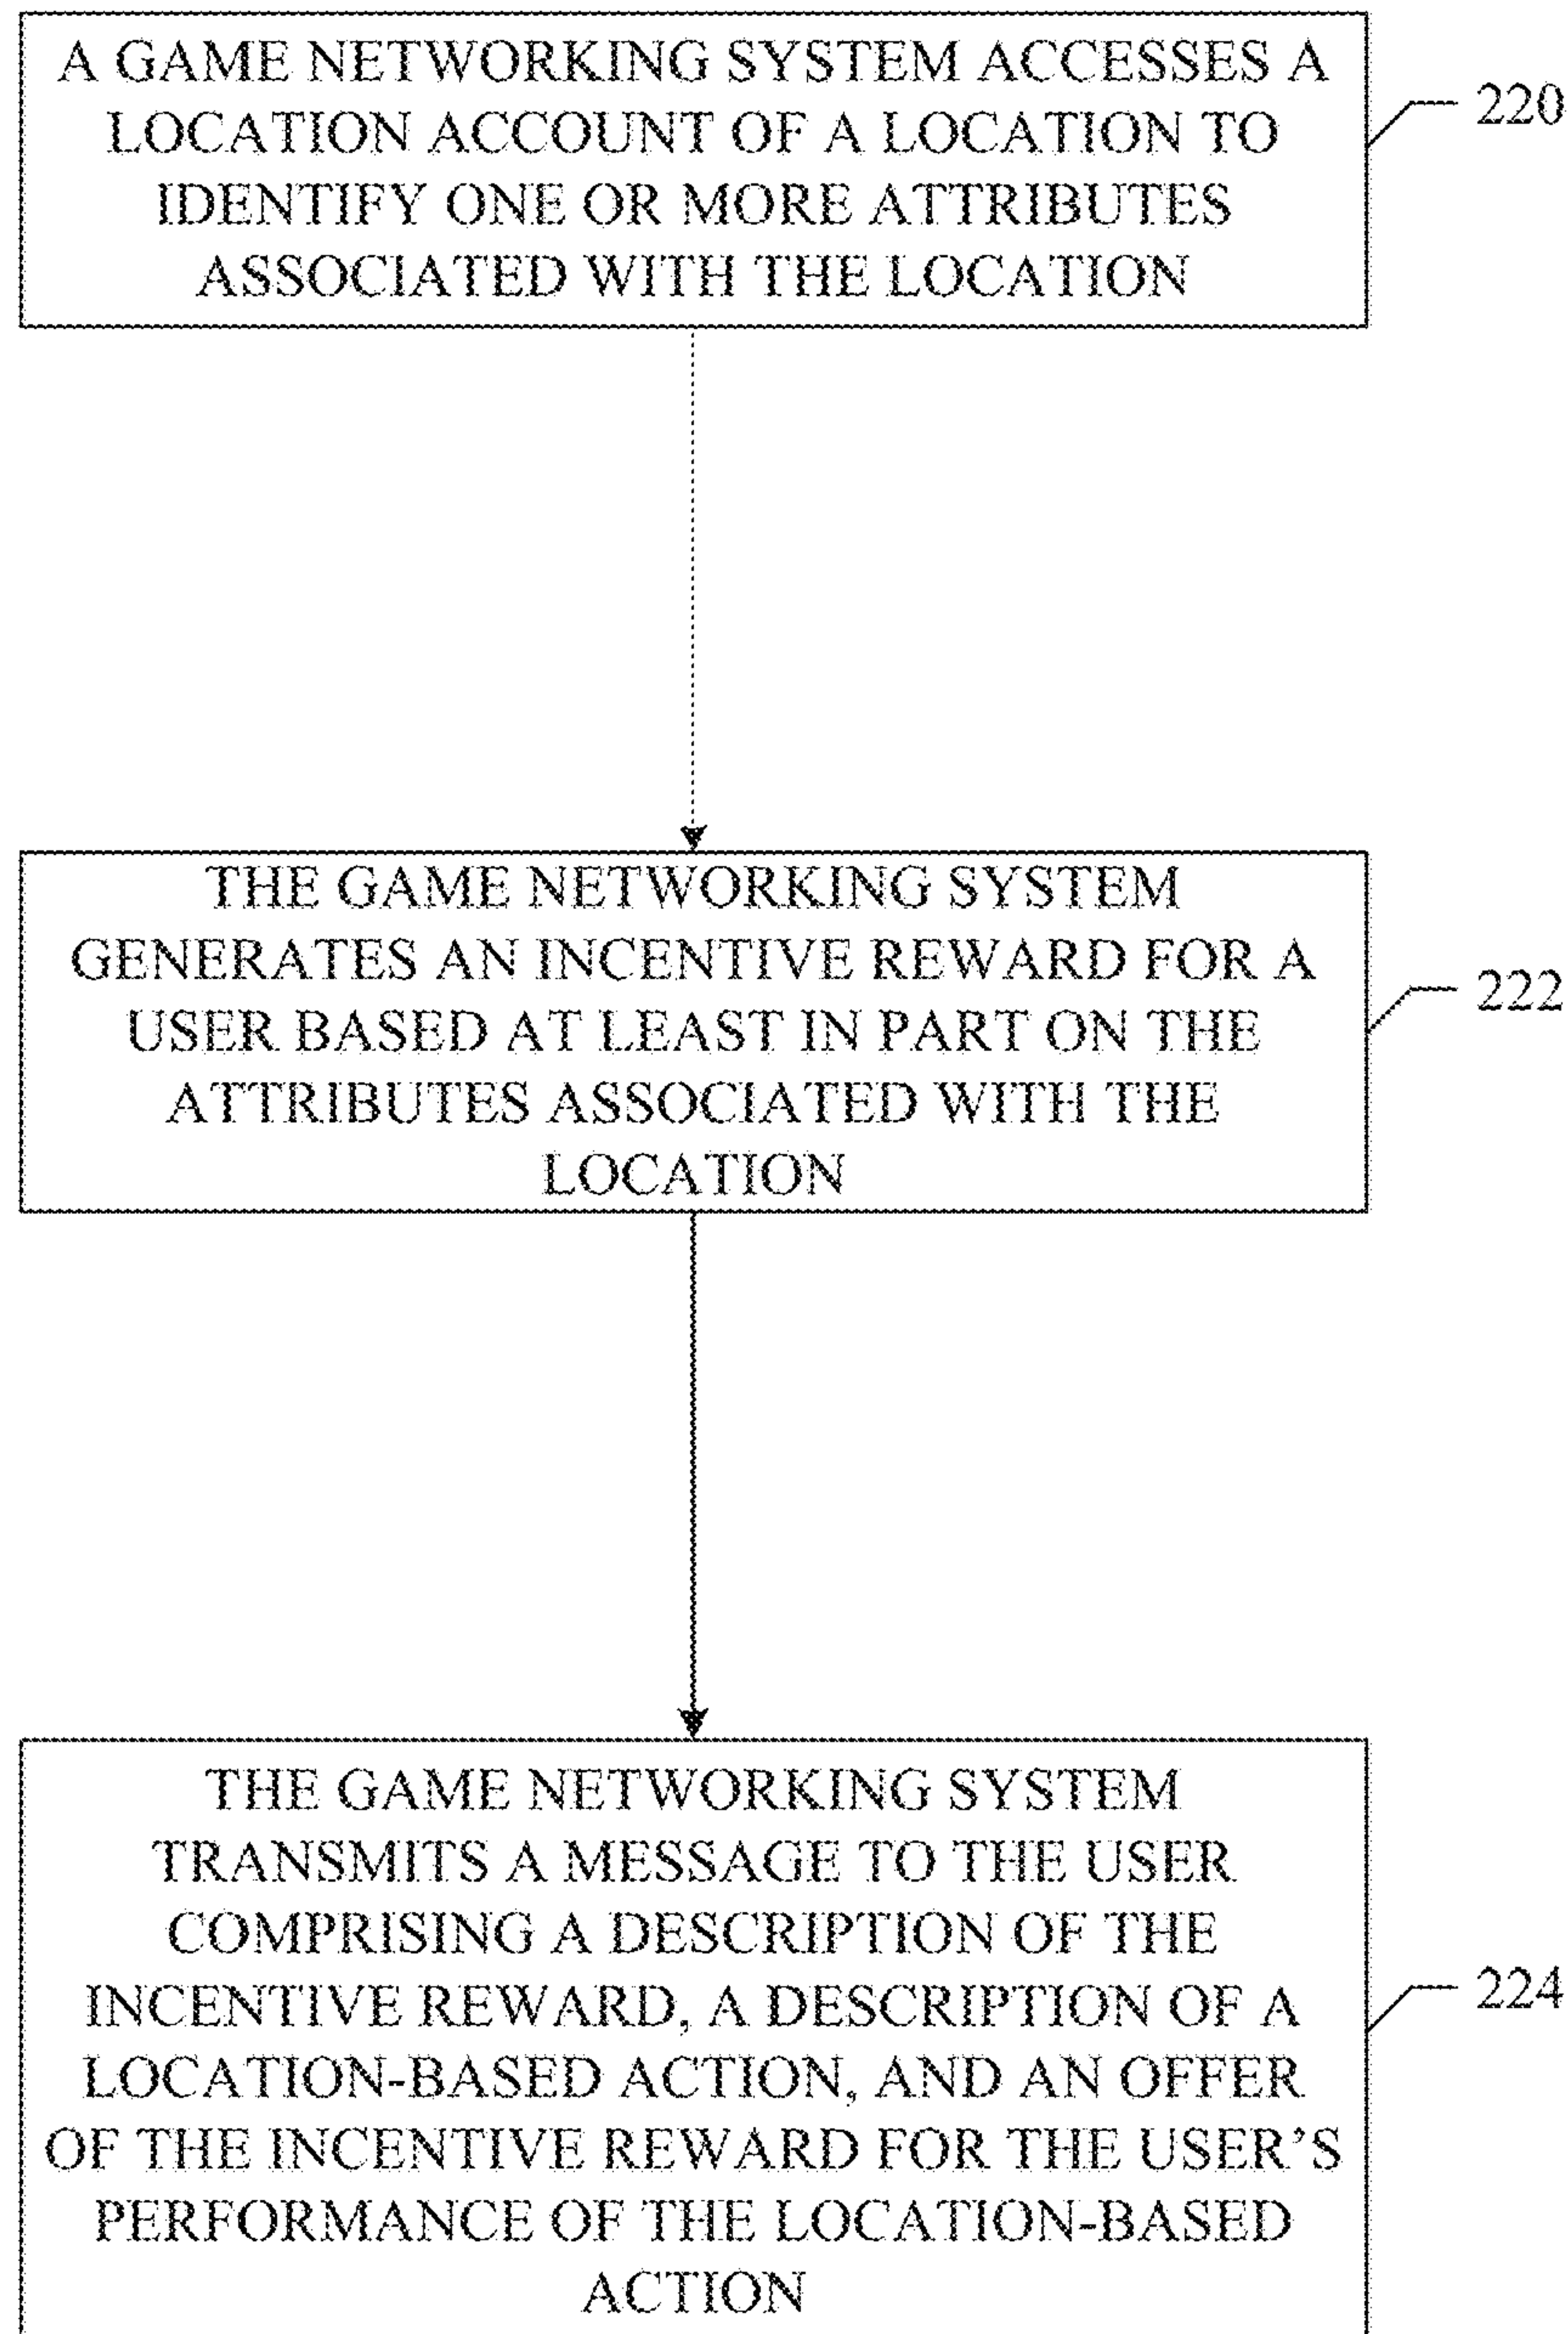 A GAME NETWORKING SYSTEM ACCESSES A
LOCATION ACCOUNT OF A LOCATION TO
IDENTIFY ONE OR MORE ATTRIBUTES
ASSOCIATED WITH THE LOCATION
220
THE GAME NETWORKING SYSTEM
GENERATES AN INCENTIVE REWARD FOR A
USER BASED AT LEAST IN PART ON THE
ATTRIBUTES ASSOCIATED WITH THE
LOCATION
222
THE GAME NETWORKING SYSTEM
TRANSMITS A MESSAGE TO THE USER
COMPRISING A DESCRIPTION OF THE
INCENTIVE REWARD, A DESCRIPTION OF A
LOCATION-BASED ACTION, AND AN OFFER
OF THE INCENTIVE REWARD FOR THE USER’S
PERFORMANCE OF THE LOCATION-BASED
ACTION
224